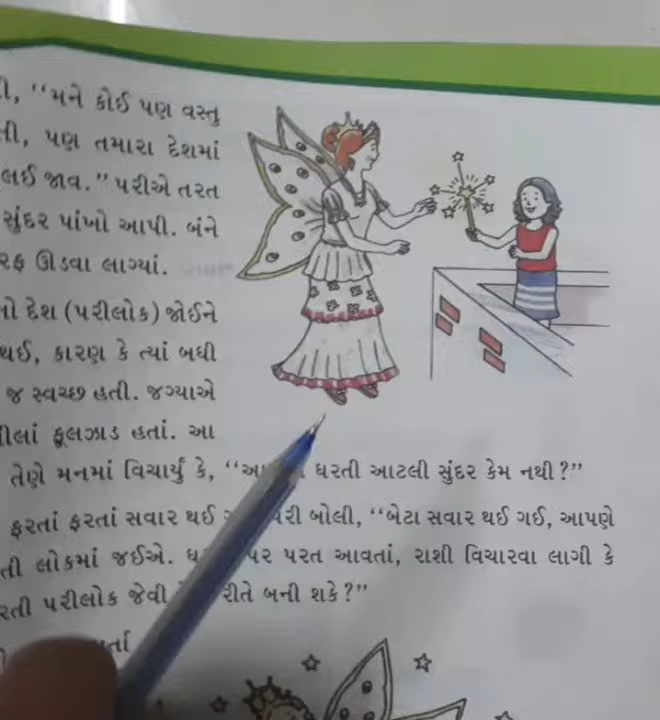 “મને કોઈ પણ વસ્તુ
પણ તમારા દેશમાં
લઈ જાવ.” પરીએ તરત
સુંદર પાંખો આપી. બંને
ઊડવા લાગ્યાં.
દેશ (પરીલોક) જોઈને
થઈ, કારણ કે ત્યાં બધી
જ સ્વચ્છ હતી. જગ્યાએ
ફૂલઝાડ હતાં. આ
તેણે મનમાં વિચાર્યું કે, “ ધરતી આટલી સુંદર કેમ નથી?”
ફરતાં ફરતાં સવાર થઈ બોલી, “બેટા સવાર થઈ ગઈ, આપણે
લોકમાં જઈએ. પર પરત આવતાં, રાશી વિચારવા લાગી કે
પરીલોક જેવી રીતે બની શકે?”